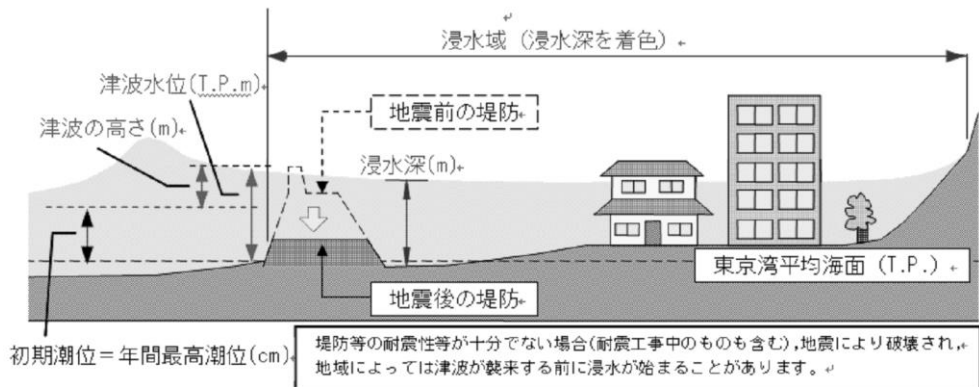 浸水域（浸水深を着色）
津波水位(T.P.m)
地震前の堤防
津波の高さ(m)
浸水深(m)
東京湾平均海面（T.P.）
地震後の堤防
初期潮位＝年間最高潮位(cm)
堤防等の耐震性等が十分でない場合(耐震工事中のものも含む),地震により破壊され,
地域によっては津波が襲来する前に浸水が始まることがあります。